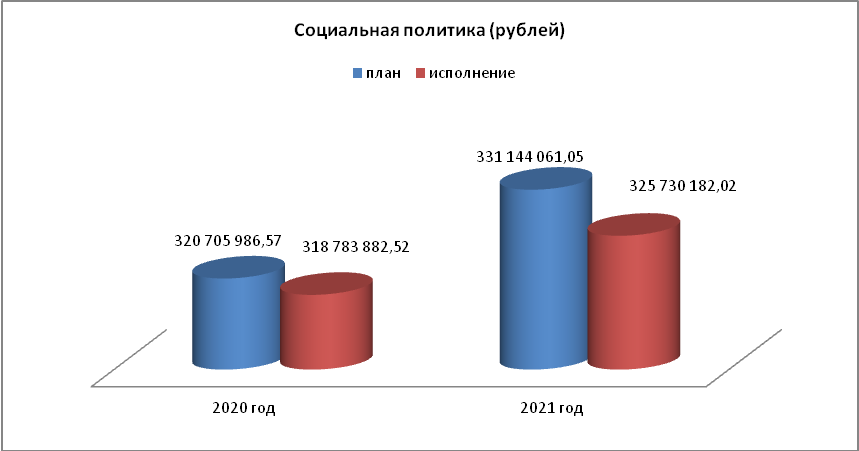 Социальная политика (рублей)
план исполнение
331 144 061,05
325 730 182,02
320 705 986,57
318 783 882,52
2020 год
2021 год